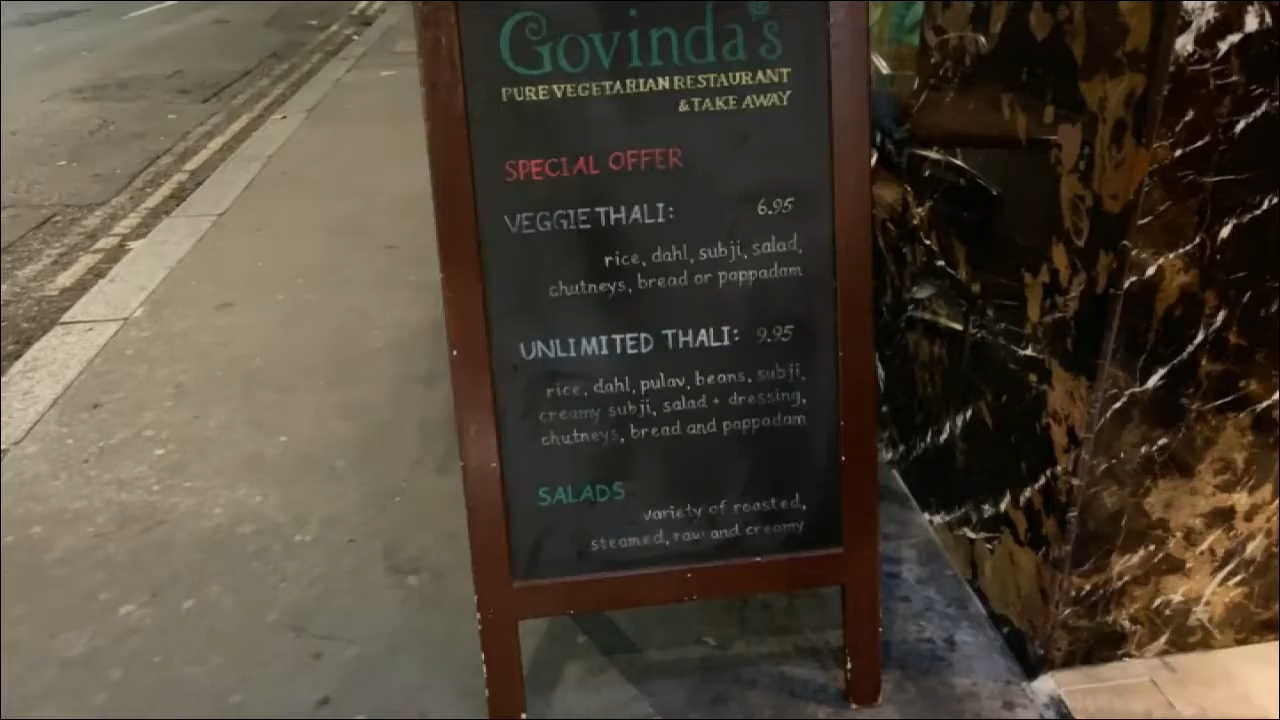 Govinda's
PURE VEGETARIAN RESTAURANT
& TAKE AWAY
SPECIAL OFFER
VEGGIE THALI: 6.95
rice, dahl, subji, salad,
chutneys, bread or pappadam
UNLIMITED THALI: 9.95
rice, dahl, pulav, beans, subji,
creamy subji, salad + dressing,
chutneys, bread and pappadam
SALADS
variety of roasted,
steamed, raw and creamy